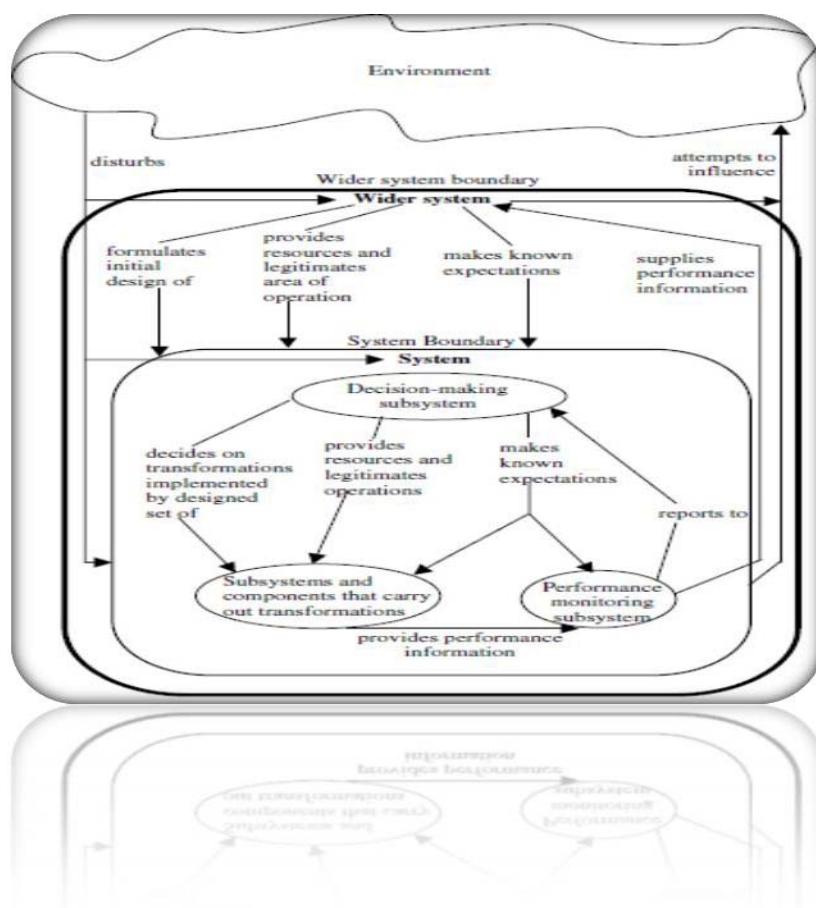 Environment
disturbs
attempts to
influence
Wider system boundary
Wider system
formulates
initial
design of
provides
resources and
legitimates
area of
operation
makes known
expectations
supplies
performance
information
System Boundary
System
Decision-making
subsystem
decides on
transformations
implemented
by designed
set of
provides
resources and
legitimates
operations
makes
known
expectations
reports to
Subsystems and
components that carry
out transformations
Performance
monitoring
subsystem
provides performance
information